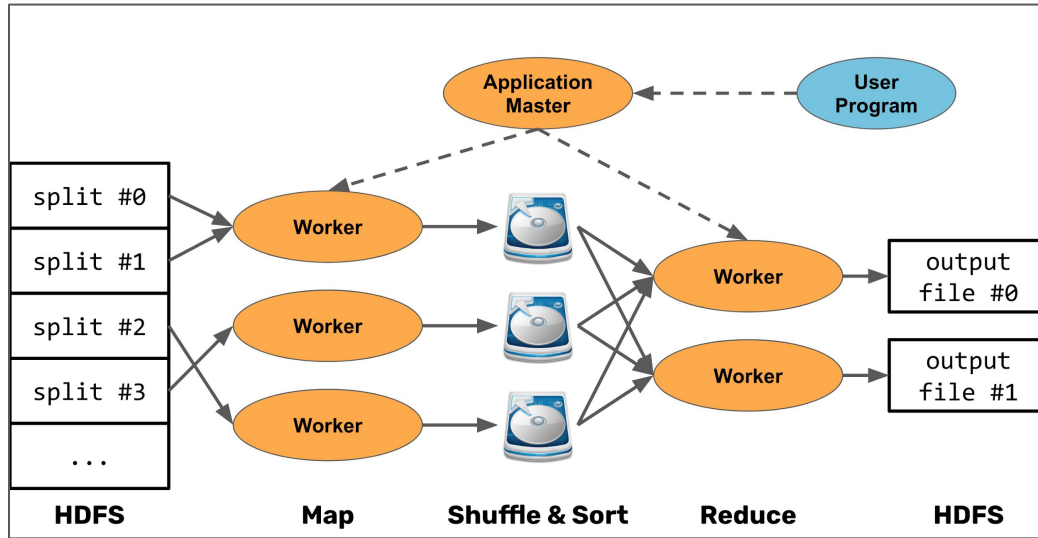 Application
Master
User
Program
split #0
split #1
split #2
split #3
...
Worker
Worker
Worker
Worker
Worker
output
file #0
output
file #1
HDFS
Map
Shuffle & Sort
Reduce
HDFS